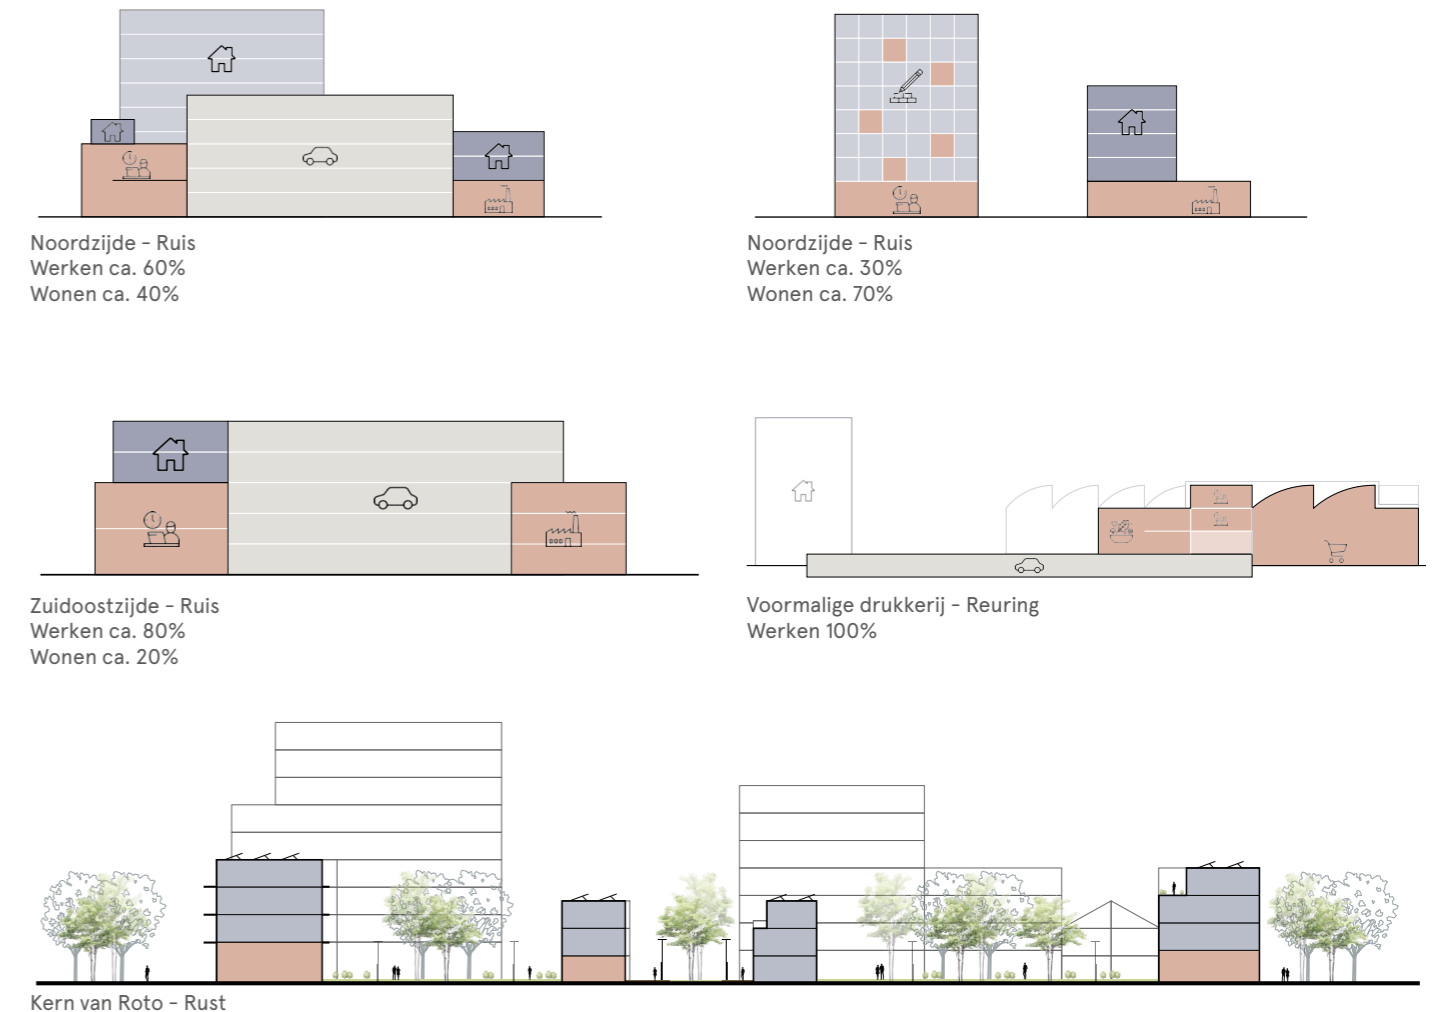 Noordzijde - Ruis
Werken ca. 60%
Wonen ca. 40%
Noordzijde - Ruis
Werken ca. 30%
Wonen ca. 70%
Zuidoostzijde - Ruis
Werken ca. 80%
Wonen ca. 20%
Voormalige drukkerij - Reuring
Werken 100%
Kern van Roto - Rust